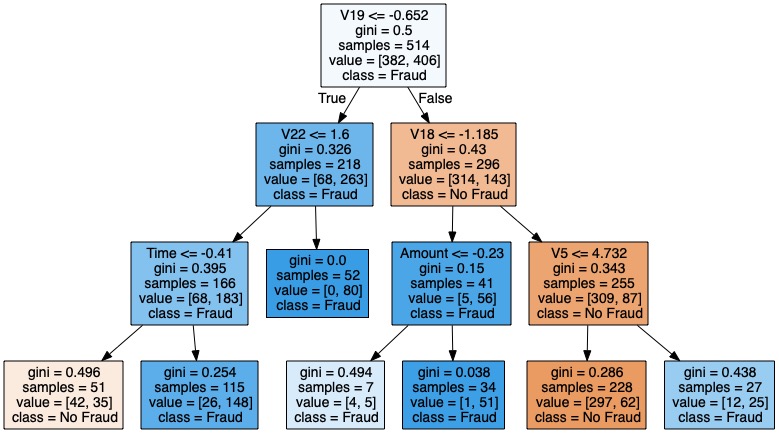 V19 <= -0.652
gini = 0.5
samples = 514
value = [382, 406]
class = Fraud
True
False
V22 <= 1.6
gini = 0.326
samples = 218
value = [68, 263]
class = Fraud
V18 <= -1.185
gini = 0.43
samples = 296
value = [314, 143]
class = No Fraud
Time <= -0.41
gini = 0.395
samples = 166
value = [68, 183]
class = Fraud
gini = 0.0
samples = 52
value = [0, 80]
class = Fraud
Amount <= -0.23
gini = 0.15
samples = 41
value = [5, 56]
class = Fraud
V5 <= 4.732
gini = 0.343
samples = 255
value = [309, 87]
class = No Fraud
gini = 0.496
samples = 51
value = [42, 35]
class = No Fraud
gini = 0.254
samples = 115
value = [26, 148]
class = Fraud
gini = 0.494
samples = 7
value = [4, 5]
class = Fraud
gini = 0.038
samples = 34
value = [1, 51]
class = Fraud
gini = 0.286
samples = 228
value = [297, 62]
class = No Fraud
gini = 0.438
samples = 27
value = [12, 25]
class = Fraud